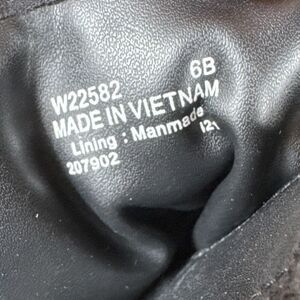 W22582 6B
MADE IN VIETNAM
Lining : Manmade
207902